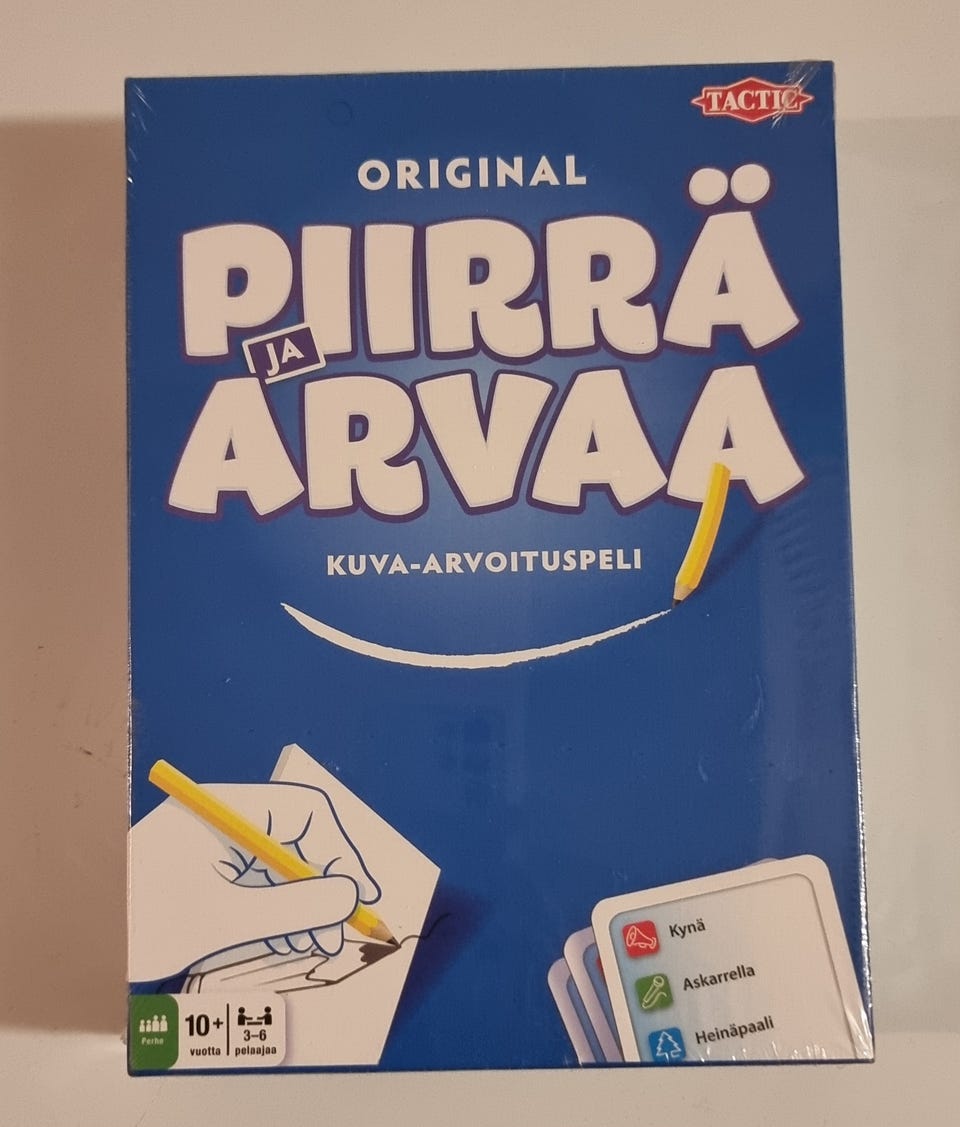 TACTIC
ORIGINAL
PIIRRÄ
JA
ARVAA
KUVA-ARVOITUSPELI
Kynä
Askarrella
Heinäpaali
Perhe
10+
vuotta
3–6
pelaajaa